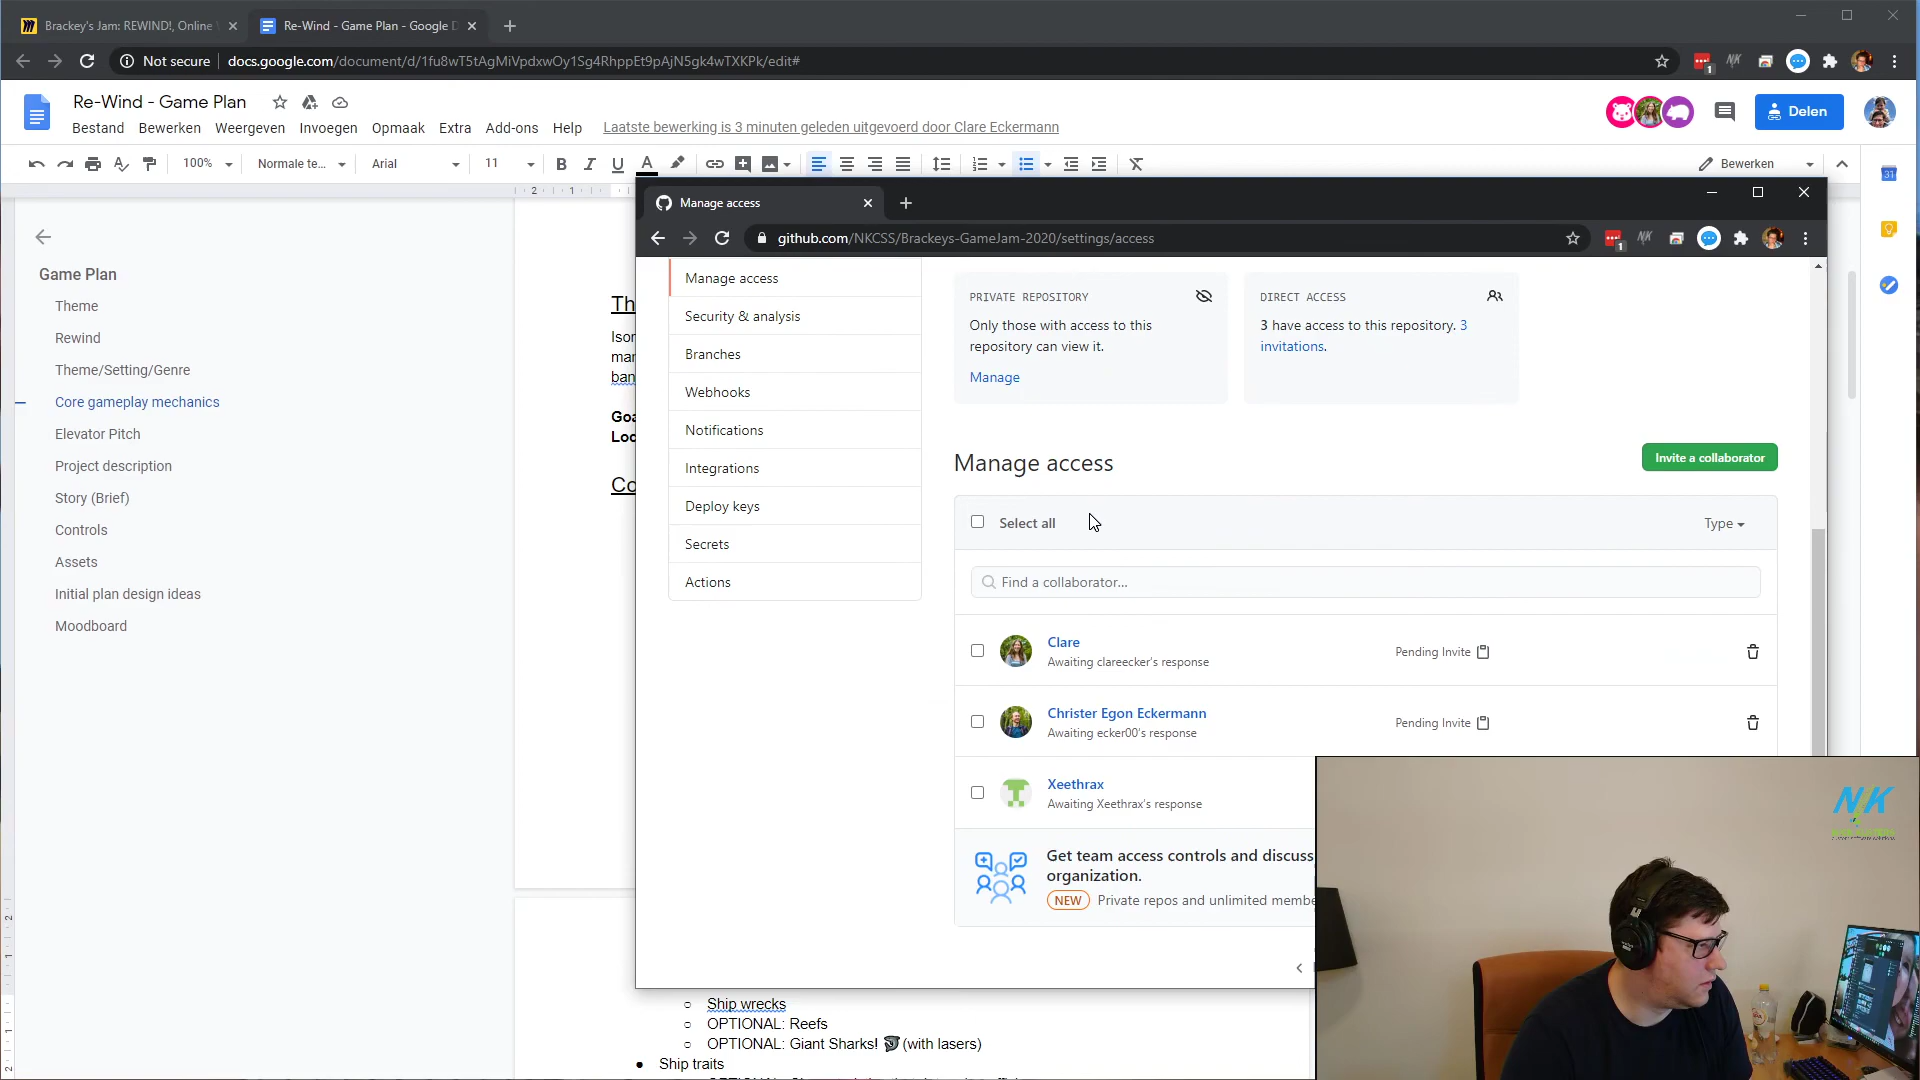 Brackey's Jam: REWIND!, Online
Re-Wind - Game Plan - Google D
Not secure
docs.google.com/document/d/1fu8wT5tAgMiVpdxwOy1Sg4RhppEt9pAjN5gk4wTXKPk/edit#
Re-Wind - Game Plan
Bestand Bewerken Weergeven Invoegen Opmaak Extra Add-ons Help
Laatste bewerking is 3 minuten geleden uitgevoerd door Clare Eckermann
Delen
100% Normale te... Arial 11
Bewerken
Game Plan
Theme
Rewind
Theme/Setting/Genre
Core gameplay mechanics
Elevator Pitch
Project description
Story (Brief)
Controls
Assets
Initial plan design ideas
Moodboard
Manage access
github.com/NKCSS/Brackeys-GameJam-2020/settings/access
Manage access
Security & analysis
Branches
Webhooks
Notifications
Integrations
Deploy keys
Secrets
Actions
PRIVATE REPOSITORY
Only those with access to this
repository can view it.
Manage
DIRECT ACCESS
3 have access to this repository. 3
invitations.
Manage access
Invite a collaborator
Select all
Type
Find a collaborator...
Clare
Awaiting clareecker's response
Pending Invite
Christer Egon Eckermann
Awaiting ecker00's response
Pending Invite
Xeethrax
Awaiting Xeethrax's response
Get team access controls and discuss
organization.
NEW Private repos and unlimited membe
Ship wrecks
OPTIONAL: Reefs
OPTIONAL: Giant Sharks! (with lasers)
Ship traits
NK